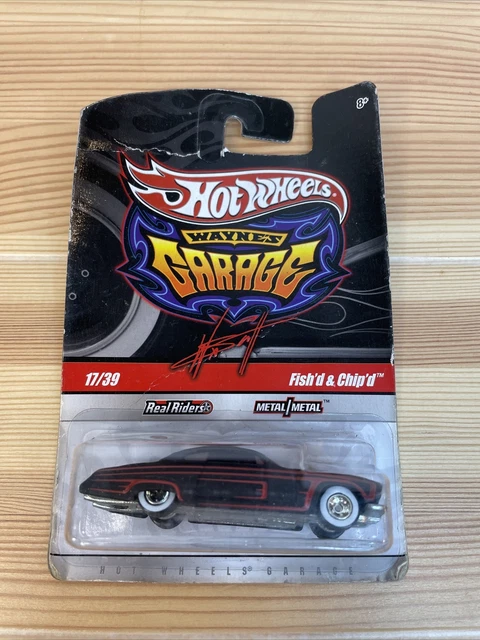 8+
HOT WHEELS
WAYNE'S
GARAGE
17/39
Fish'd & Chip'd™
Real Riders
METAL/METAL™
HOT WHEELS® GARAGE